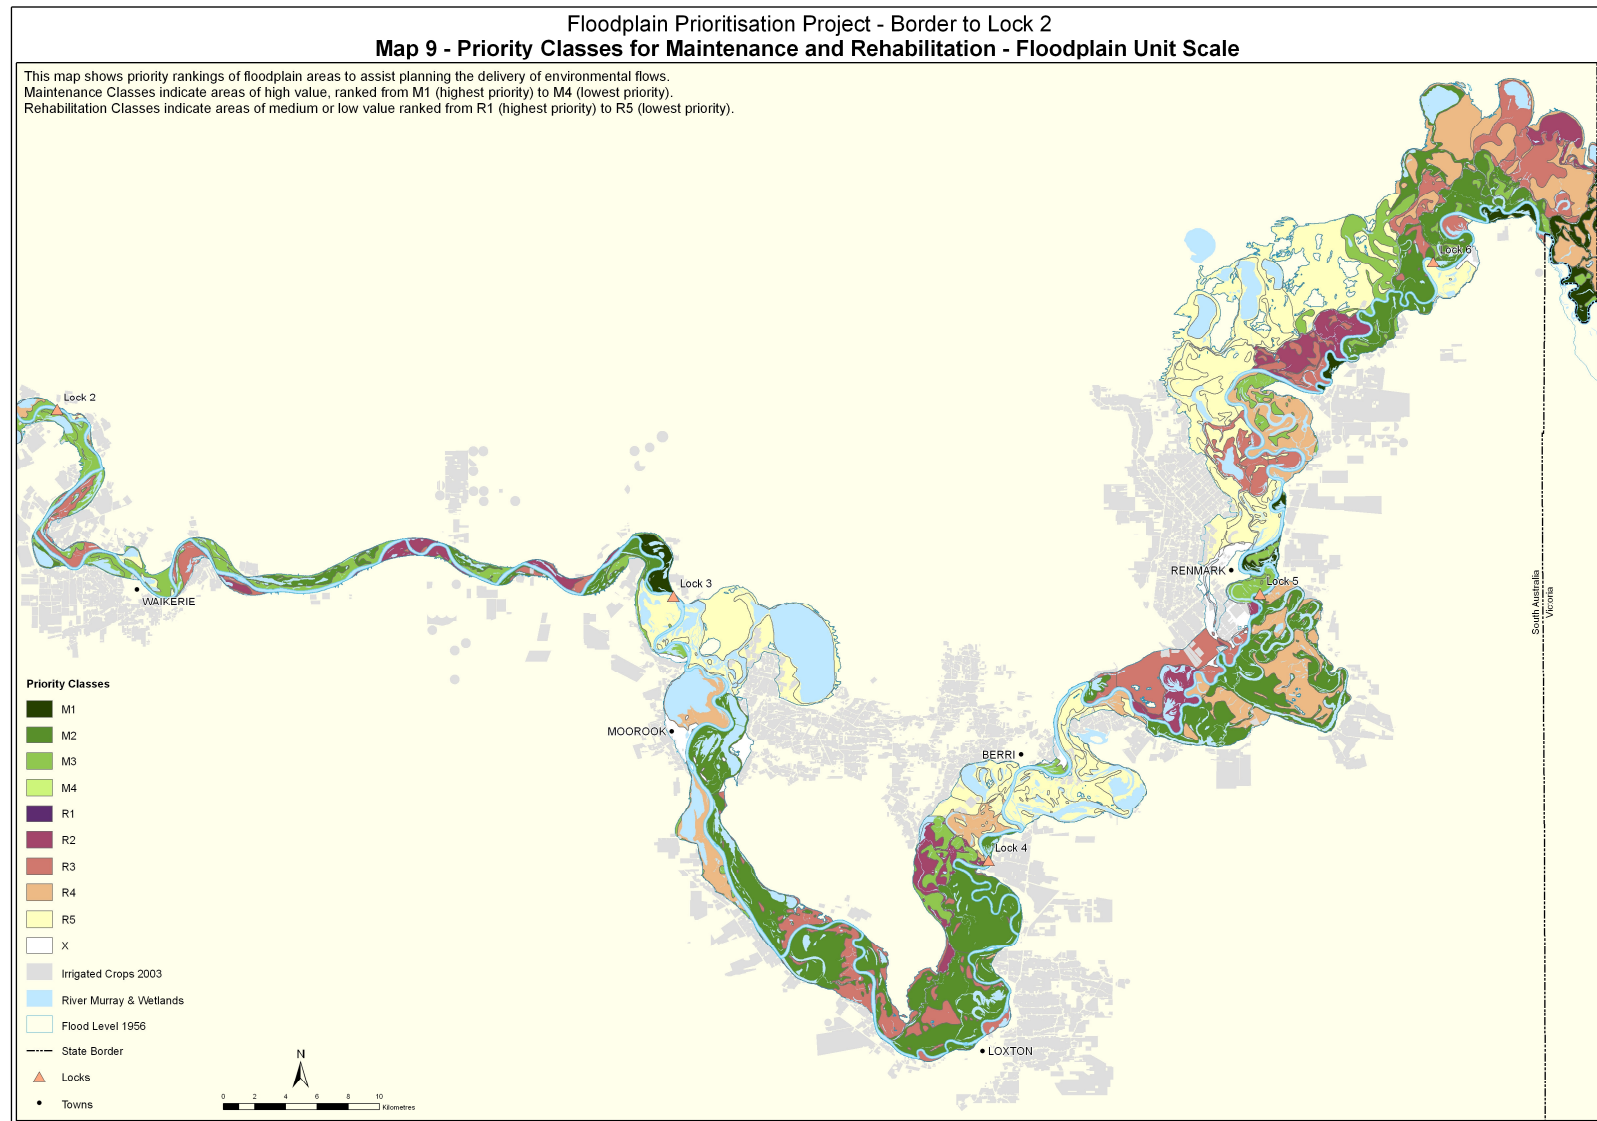 Floodplain Prioritisation Project - Border to Lock 2
Map 9 - Priority Classes for Maintenance and Rehabilitation - Floodplain Unit Scale
This map shows priority rankings of floodplain areas to assist planning the delivery of environmental flows.
Maintenance Classes indicate areas of high value, ranked from M1 (highest priority) to M4 (lowest priority).
Rehabilitation Classes indicate areas of medium or low value ranked from R1 (highest priority) to R5 (lowest priority).
Lock 6
Lock 2
RENMARK
Lock 5
Lock 3
WAIKERIE
South Australia
Victoria
MOOROOK
BERRI
Lock 4
LOXTON
Priority Classes
M1
M2
M3
M4
R1
R2
R3
R4
R5
X
Irrigated Crops 2003
River Murray & Wetlands
Flood Level 1956
State Border
Locks
Towns
N
0 2 4 6 8 10
Kilometres